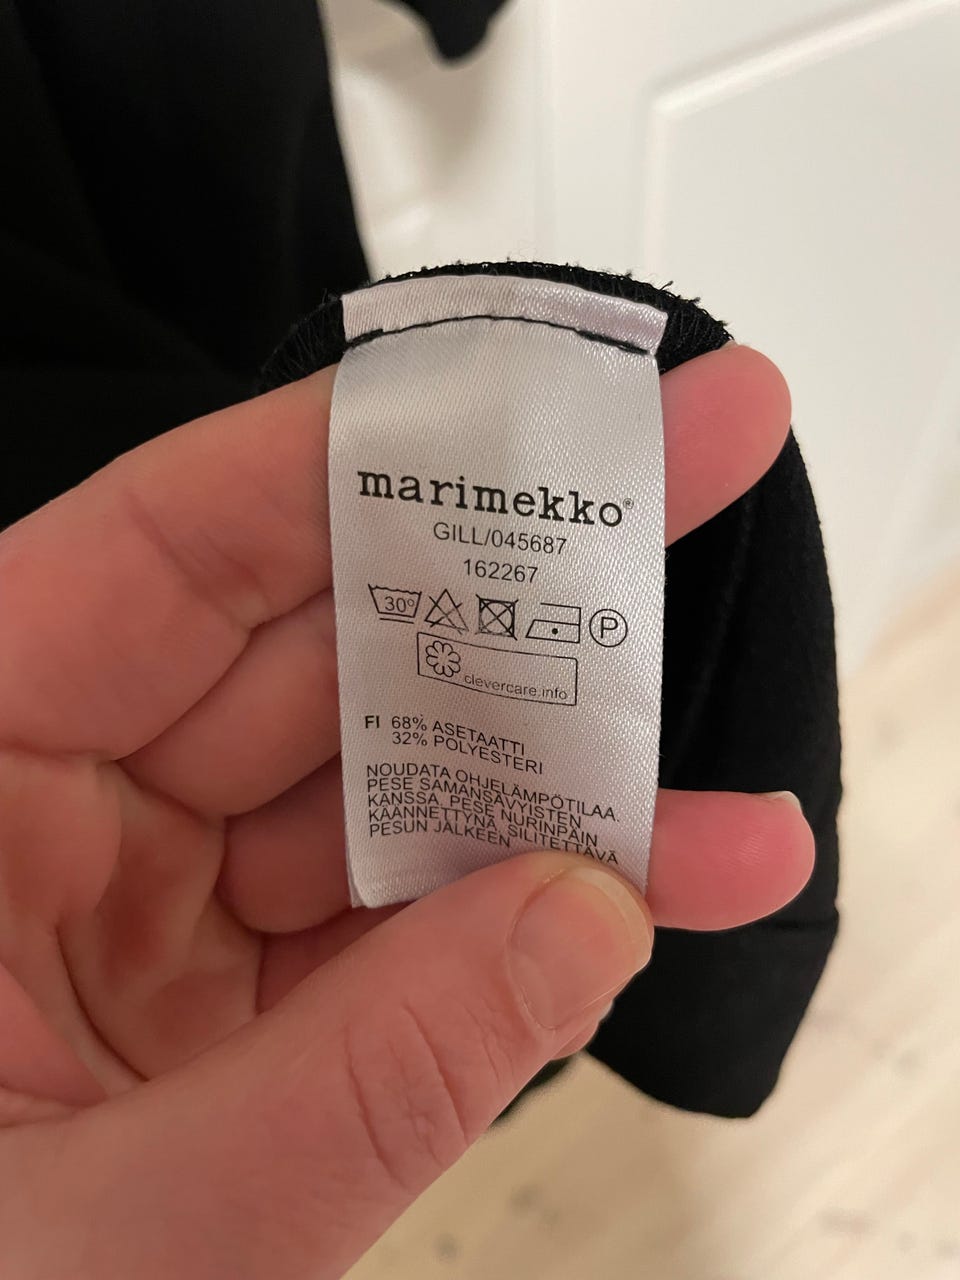 marimekko®
GILL/045687
162267
30°
P
clevercare.info
FI 68% ASETAATTI
32% POLYESTERI
NOUDATA OHJELÄMPÖTILAA.
PESE SAMANSÄVYISTEN
KANSSA, PESE NURINPÄIN
KÄÄNNETTYNÄ, SILITETTÄVÄ
PESUN JÄLKEEN